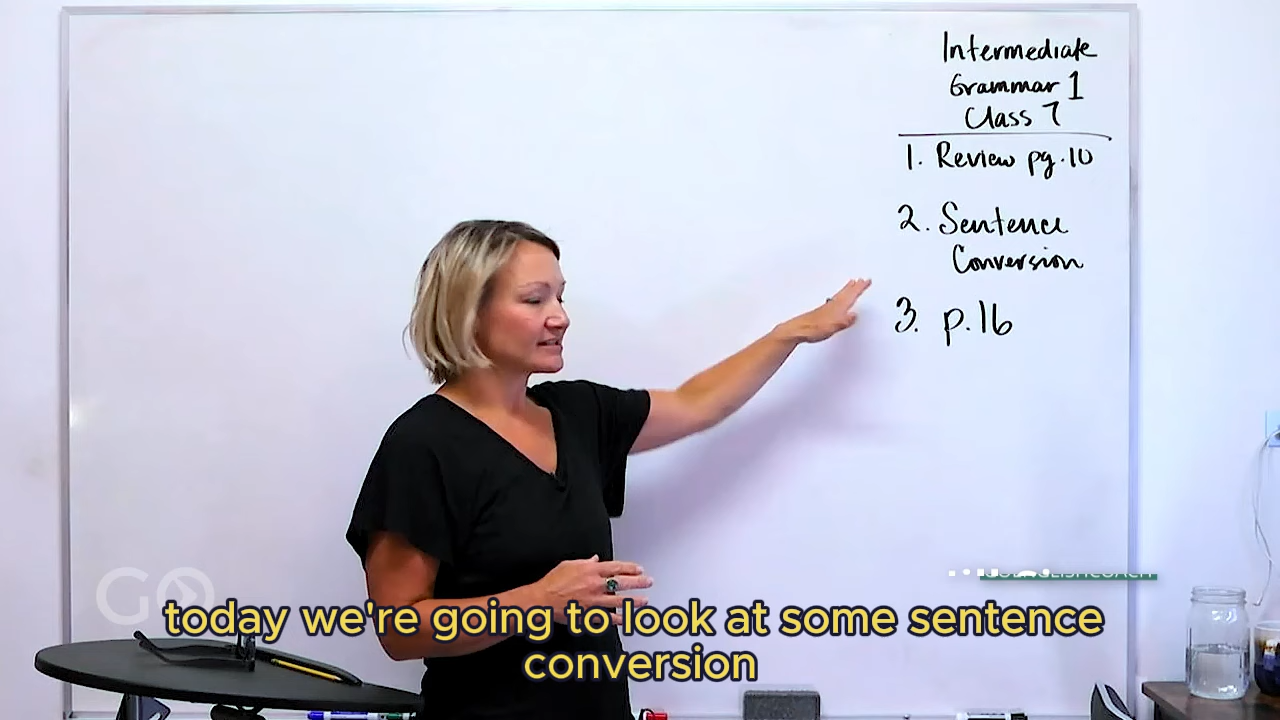 Intermediate
Grammar 1
Class 7
1. Review pg. 10
2. Sentence
Conversion
3. p. 16
GO
today we're going to look at some sentence
conversion